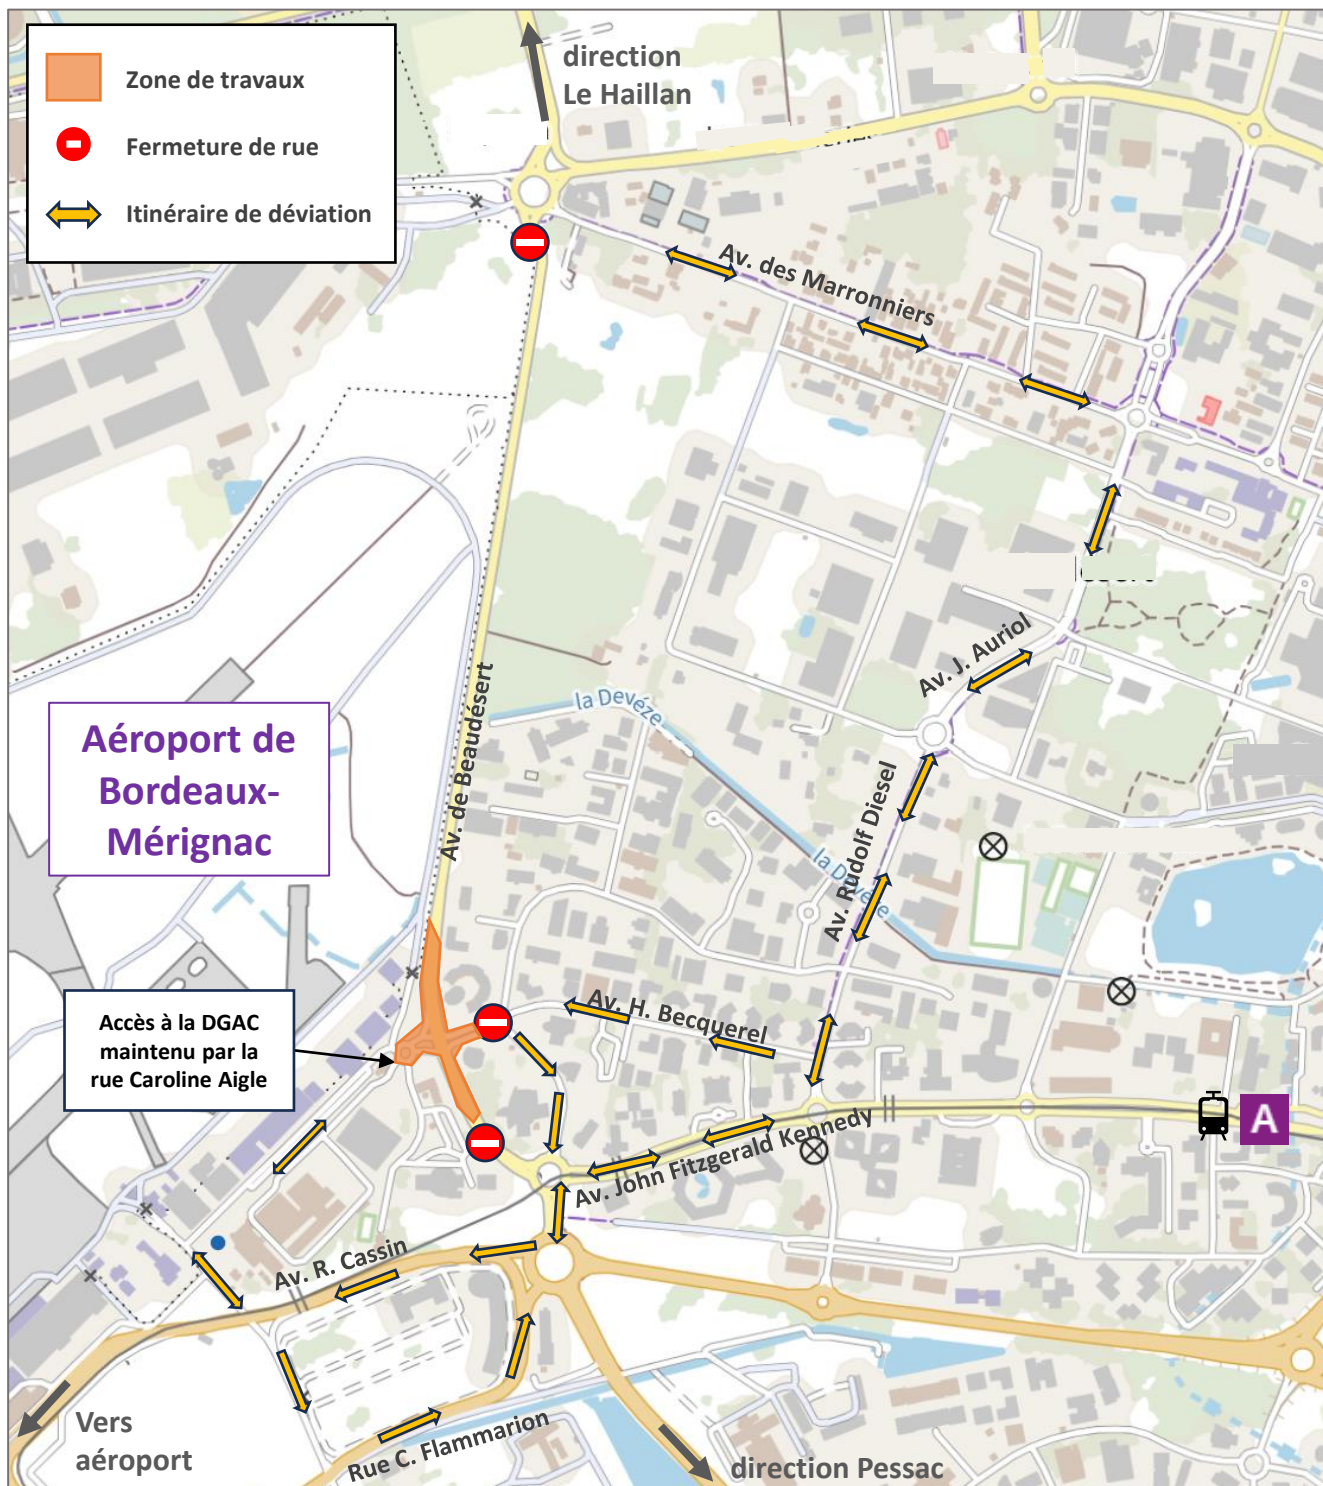 Zone de travaux
Fermeture de rue
Itinéraire de déviation
direction
Le Haillan
Av. des Marronniers
Av. J. Auriol
la Devéze
Av. de Beaudésert
Av. Rudolf Diesel
la Devéze
Aéroport de
Bordeaux-
Mérignac
Accès à la DGAC
maintenu par la
rue Caroline Aigle
Av. H. Becquerel
A
Av. John Fitzgerald Kennedy
Av. R. Cassin
Vers
aéroport
Rue C. Flammarion
direction Pessac